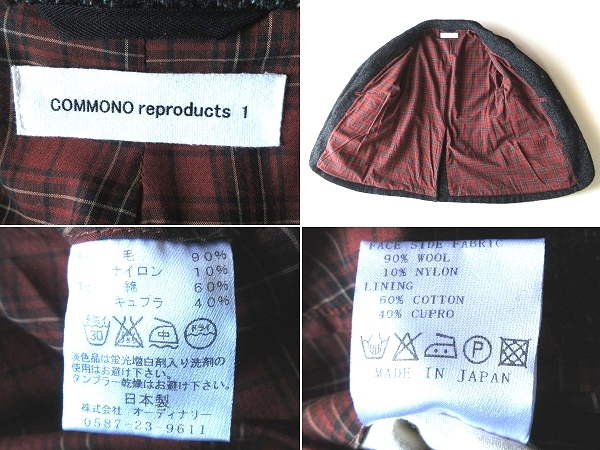 COMMONO reproducts 1
毛 90%
ナイロン 10%
綿 60%
キュプラ 40%
30 ドライ
淡色品は蛍光増白剤入り洗剤の
使用はお避け下さい。
タンブラー乾燥はお避け下さい。
日本製
株式会社 オーディナリー
0587-23-9611
FACE SIDE FABRIC
90% WOOL
10% NYLON
LINING
60% COTTON
40% CUPRO
MADE IN JAPAN